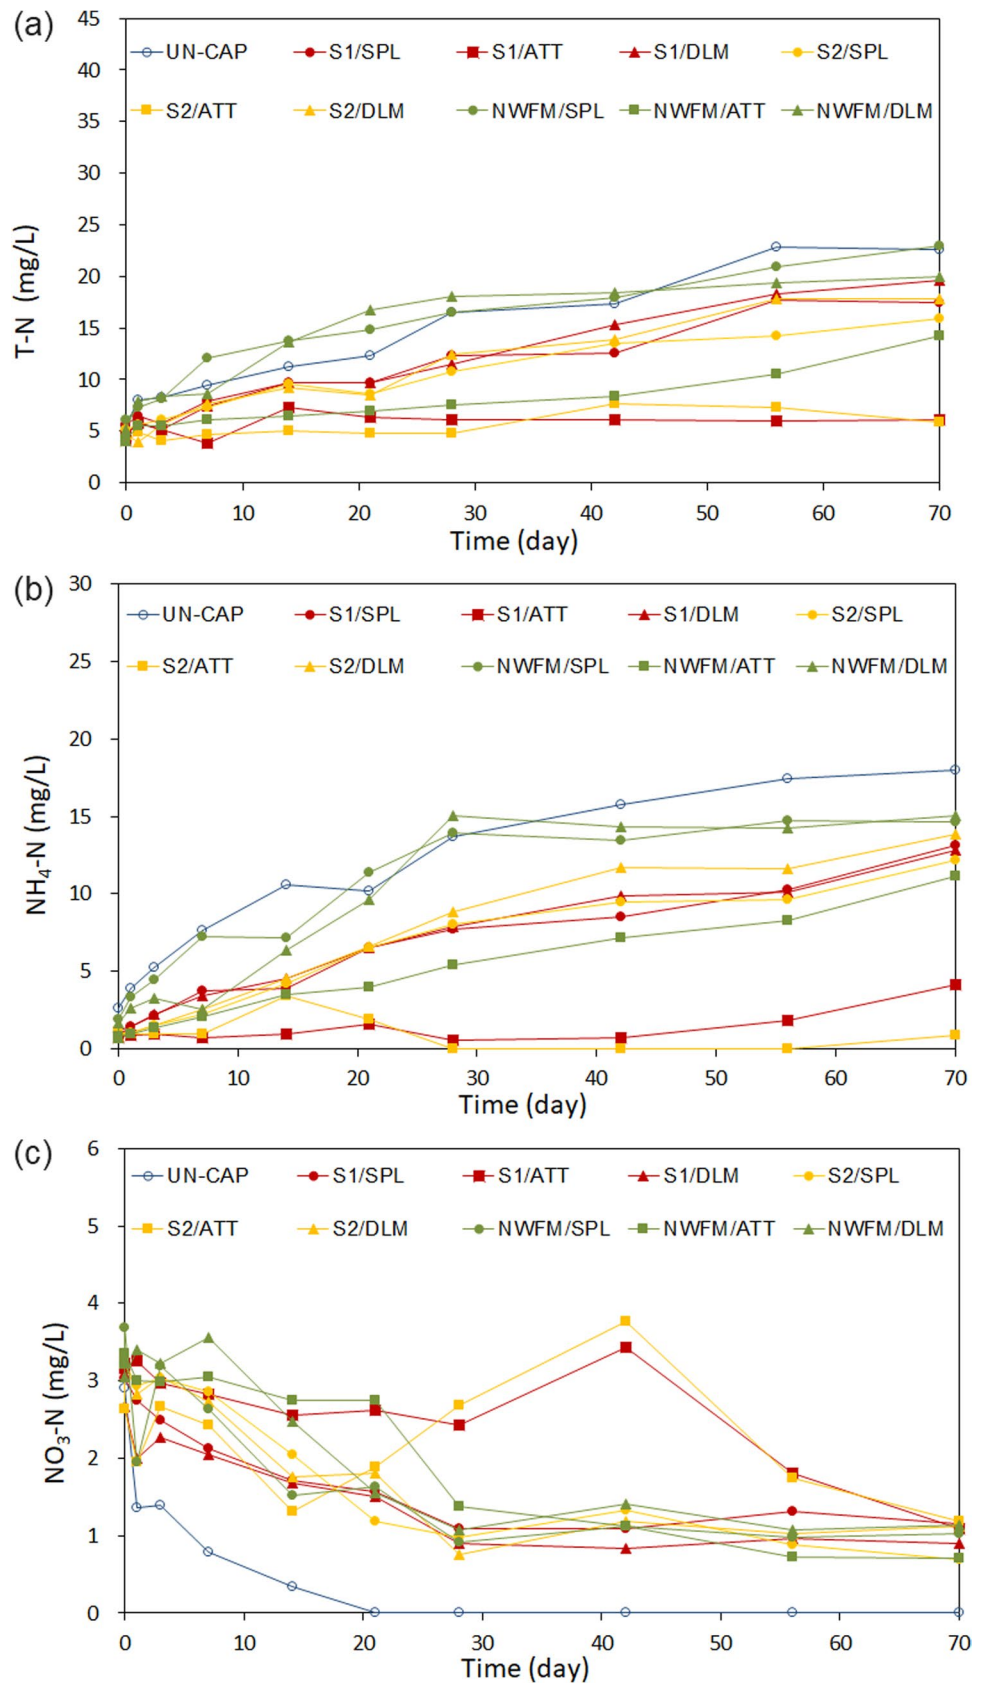 (a)
45
UN-CAP S1/SPL S1/ATT S1/DLM S2/SPL
40
S2/ATT S2/DLM NWFM/SPL NWFM/ATT NWFM/DLM
35
30
25
20
15
10
5
0
T-N (mg/L)
0 10 20 30 40 50 60 70
Time (day)
(b)
30
UN-CAP S1/SPL S1/ATT S1/DLM S2/SPL
25
S2/ATT S2/DLM NWFM/SPL NWFM/ATT NWFM/DLM
20
15
10
5
0
NH4-N (mg/L)
0 10 20 30 40 50 60 70
Time (day)
(c)
6
UN-CAP S1/SPL S1/ATT S1/DLM S2/SPL
5
S2/ATT S2/DLM NWFM/SPL NWFM/ATT NWFM/DLM
4
3
2
1
0
NO3-N (mg/L)
0 10 20 30 40 50 60 70
Time (day)